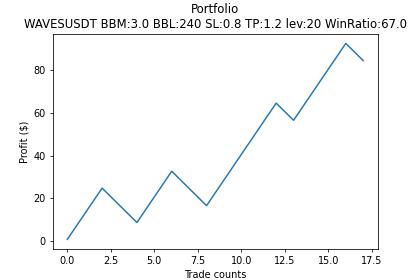 Portfolio
WAVESUSDT BBM:3.0 BBL:240 SL:0.8 TP:1.2 lev:20 WinRatio:67.0
80
60
40
20
0
Profit ($)
0.0 2.5 5.0 7.5 10.0 12.5 15.0 17.5
Trade counts